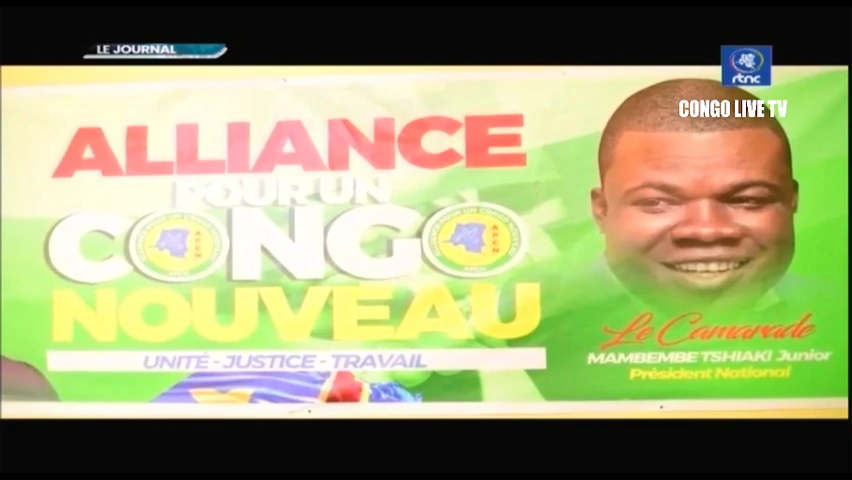 LE JOURNAL
rtnc
CONGO LIVE TV
ALLIANCE
POUR UN
CONGO
NOUVEAU
UNITÉ - JUSTICE - TRAVAIL
Le Camarade
MAMBEMBE TSHIAKI Junior
Président National